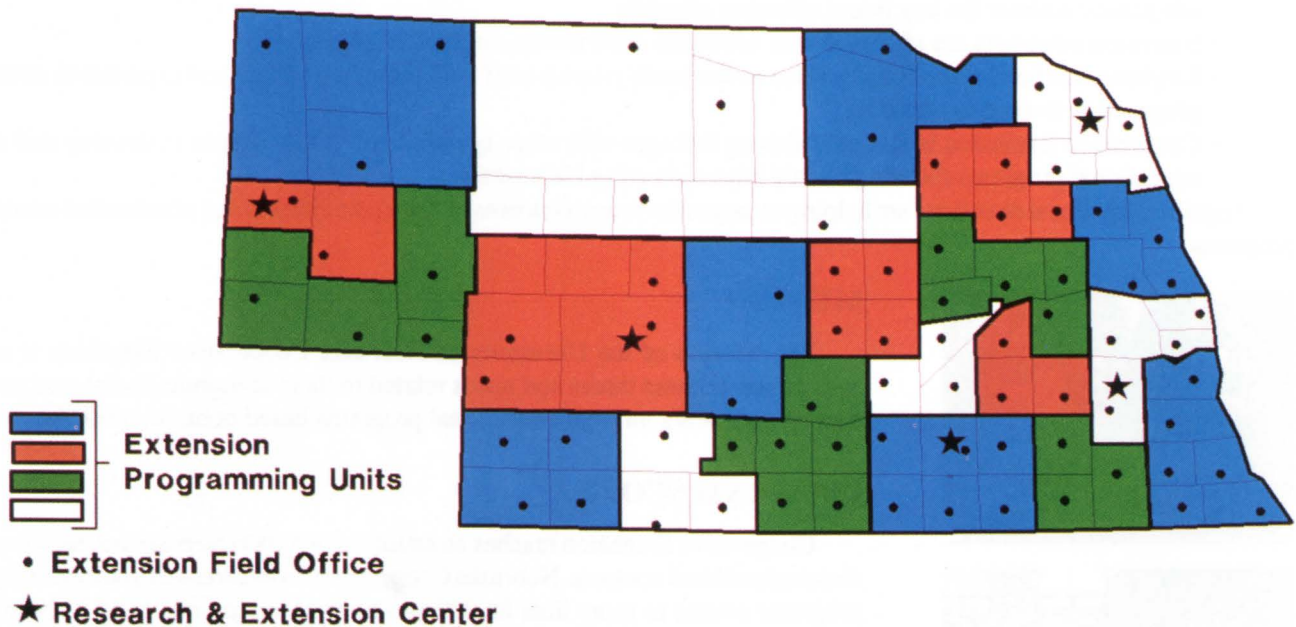 Extension
Programming Units
Extension Field Office
Research & Extension Center